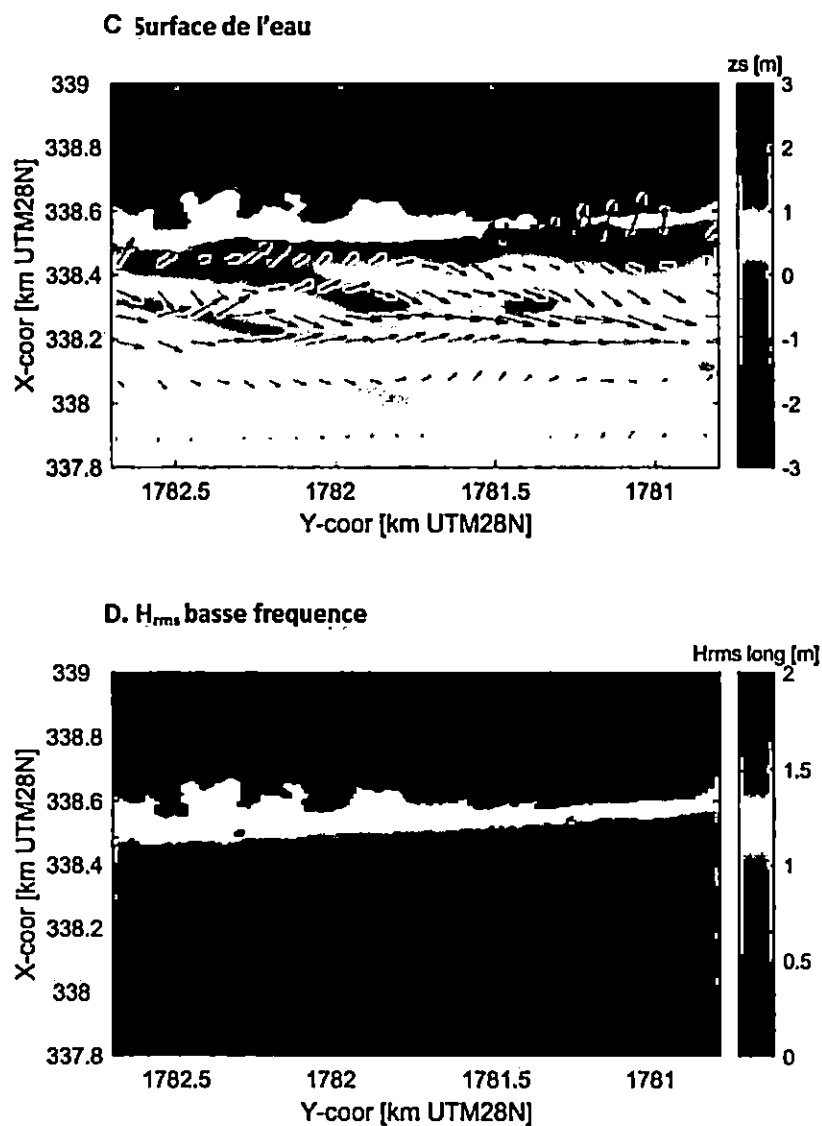 C Surface de l'eau
zs [m]
339
338.8
338.6
338.4
338.2
338
337.8
3
2
1
0
-1
-2
-3
1782.5 1782 1781.5 1781
X-coor [km UTM28N]
Y-coor [km UTM28N]
D. Hrms basse frequence
Hrms long [m]
339
338.8
338.6
338.4
338.2
338
337.8
2
1.5
1
0.5
0
1782.5 1782 1781.5 1781
X-coor [km UTM28N]
Y-coor [km UTM28N]